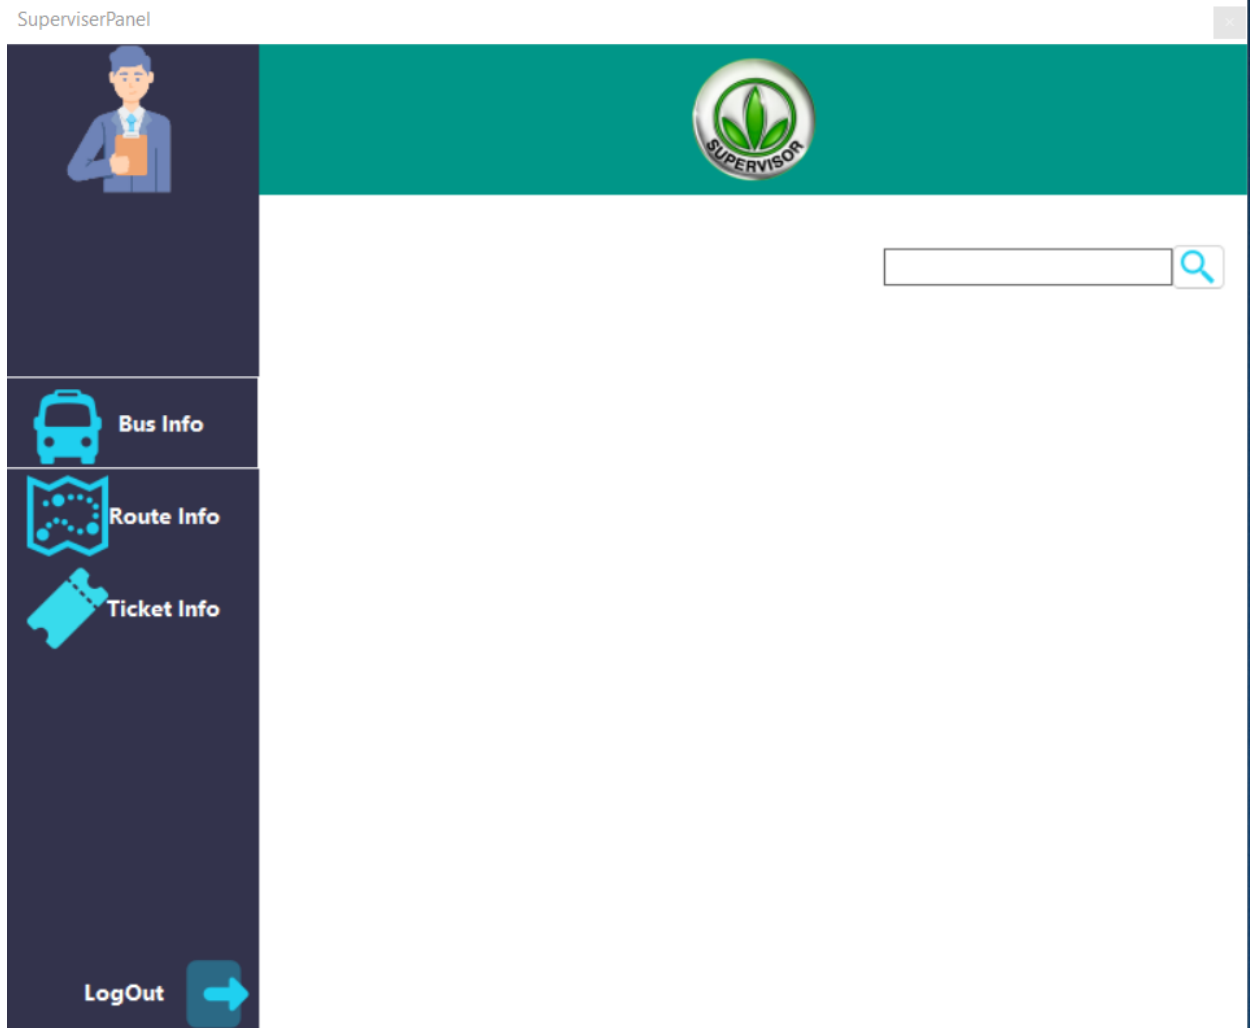 SuperviserPanel
SUPERVISOR
Bus Info
Route Info
Ticket Info
LogOut